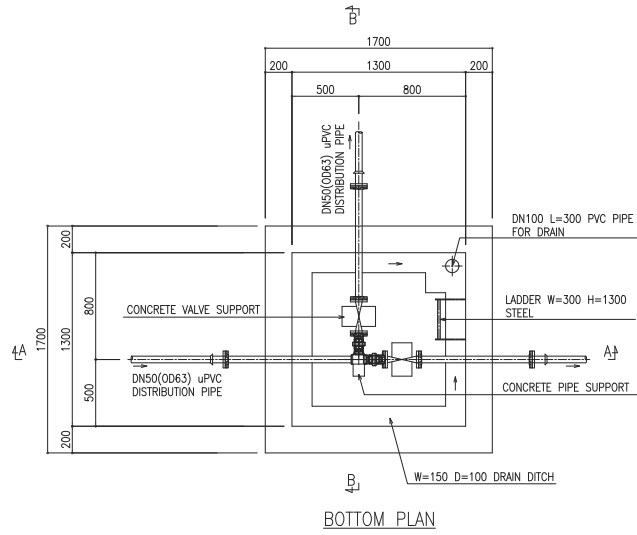 B
1700
200
1300
200
500
800
DN50(OD63) uPVC
DISTRIBUTION PIPE
DN100 L=300 PVC PIPE
FOR DRAIN
200
800
CONCRETE VALVE SUPPORT
LADDER W=300 H=1300
STEEL
1700
1300
A
A
DN50(OD63) uPVC
DISTRIBUTION PIPE
CONCRETE PIPE SUPPORT
500
200
B
W=150 D=100 DRAIN DITCH
BOTTOM PLAN